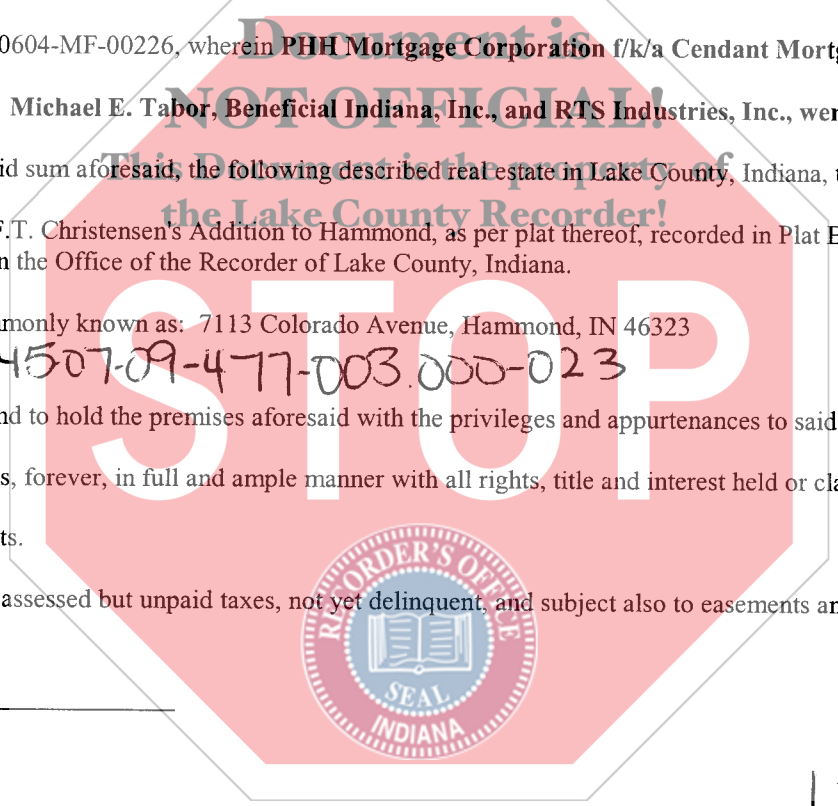 Document is
0604-MF-00226, wherein PHH Mortgage Corporation f/k/a Cendant Mortg
NOT OFFICIAL!
Michael E. Tabor, Beneficial Indiana, Inc., and RTS Industries, Inc., wer
This Document is the property of
id sum aforesaid, the following described real estate in Lake County, Indiana, t
the Lake County Recorder!
F.T. Christensen's Addition to Hammond, as per plat thereof, recorded in Plat B
n the Office of the Recorder of Lake County, Indiana.
STOP
monly known as: 7113 Colorado Avenue, Hammond, IN 46323
4507-09-477-003.000-023
nd to hold the premises aforesaid with the privileges and appurtenances to said
s, forever, in full and ample manner with all rights, title and interest held or cla
ts.
assessed but unpaid taxes, not yet delinquent, and subject also to easements an
RECORDER'S OFFICE
SEAL
INDIANA